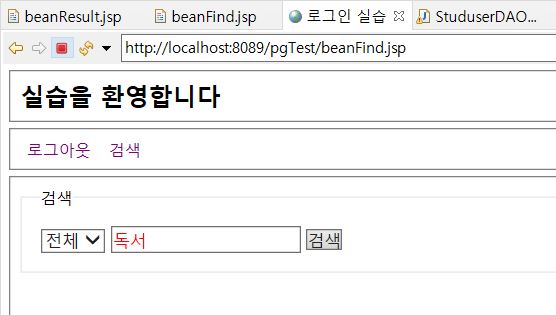 beanResult.jsp beanFind.jsp 로그인 실습 StuduserDAO...
http://localhost:8089/pgTest/beanFind.jsp
실습을 환영합니다
로그아웃 검색
검색
전체 독서 검색